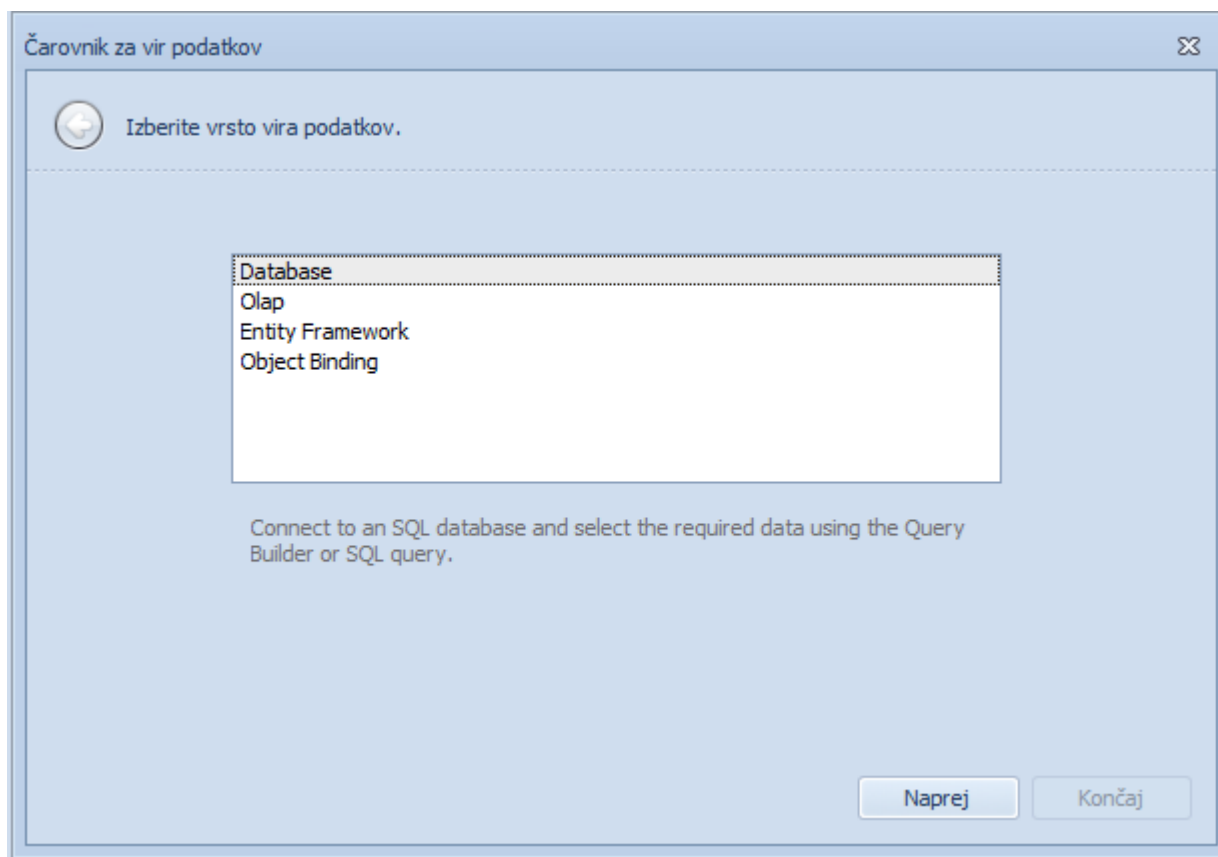 Čarovnik za vir podatkov
Izberite vrsto vira podatkov.
Database
Olap
Entity Framework
Object Binding
Connect to an SQL database and select the required data using the Query
Builder or SQL query.
Naprej
Končaj